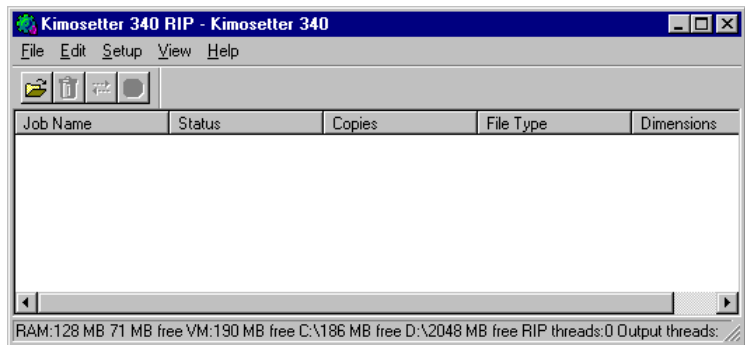 Kimosetter 340 RIP - Kimosetter 340
File Edit Setup View Help
Job Name Status Copies File Type Dimensions
RAM:128 MB 71 MB free VM:190 MB free C:\186 MB free D:\2048 MB free RIP threads:0 Output threads: